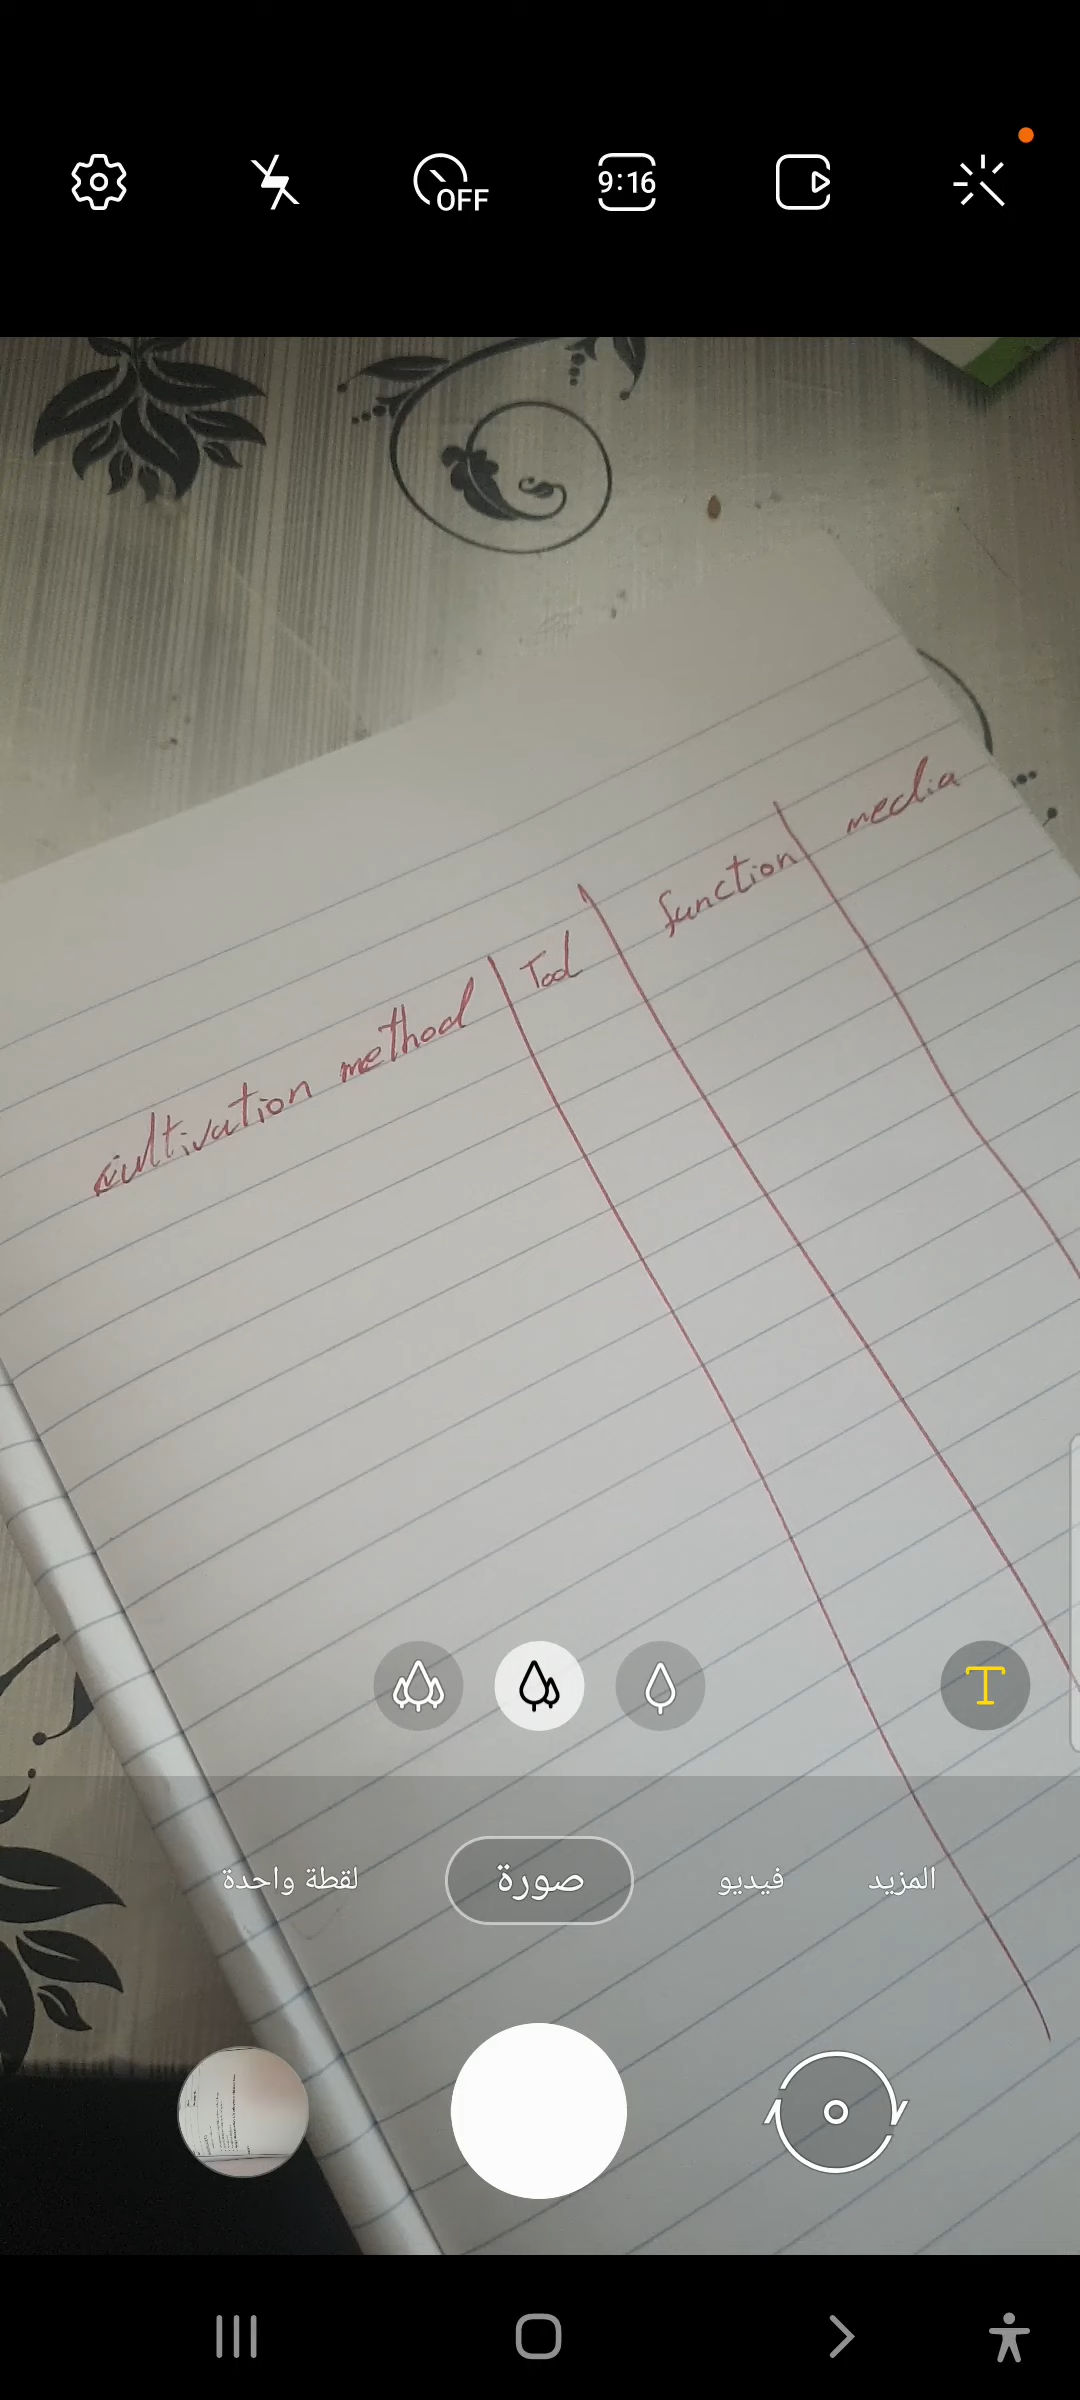 OFF
9:16
cultivation method | Tool | function | media
T
لقطة واحدة صورة فيديو المزيد